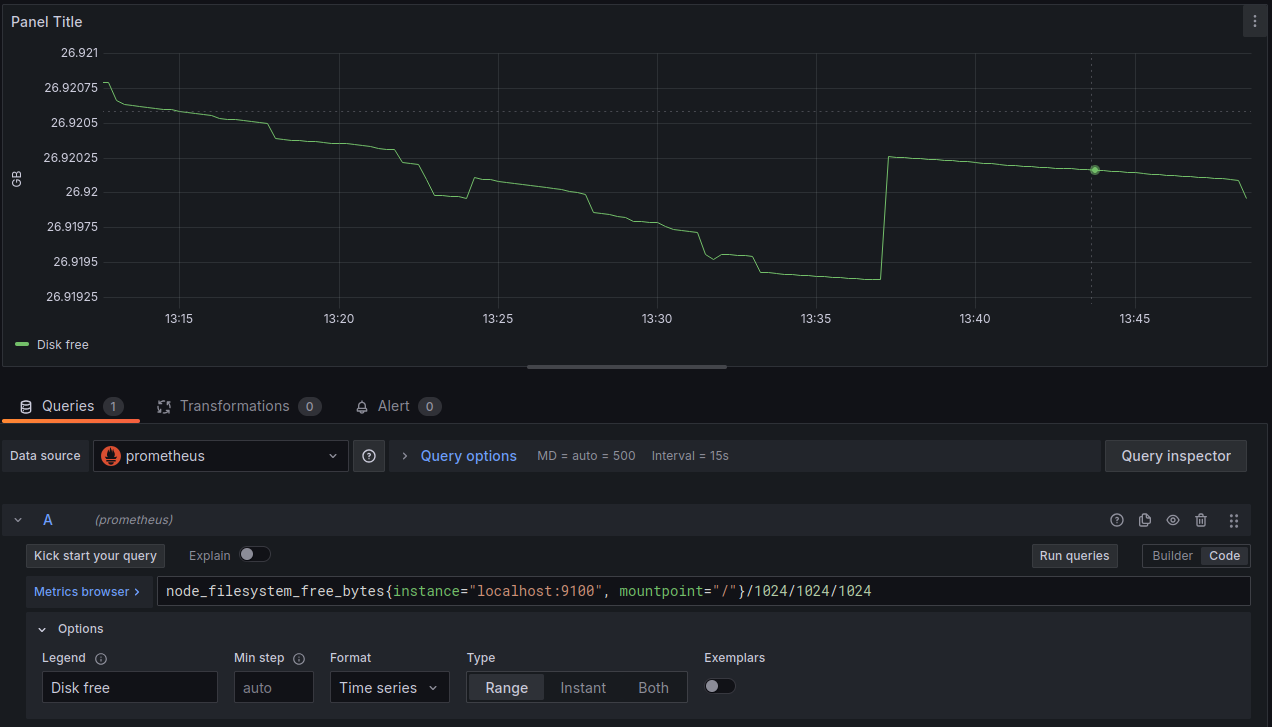 Panel Title
26.921
26.92075
26.9205
26.92025
26.92
26.91975
26.9195
26.91925
GB
13:15 13:20 13:25 13:30 13:35 13:40 13:45
Disk free
Queries 1 Transformations 0 Alert 0
Data source prometheus Query options MD = auto = 500 Interval = 15s Query inspector
A (prometheus)
Kick start your query Explain Run queries Builder Code
Metrics browser > node_filesystem_free_bytes{instance="localhost:9100", mountpoint="/"}/1024/1024/1024
Options
Legend Min step Format Type Exemplars
Disk free auto Time series Range Instant Both